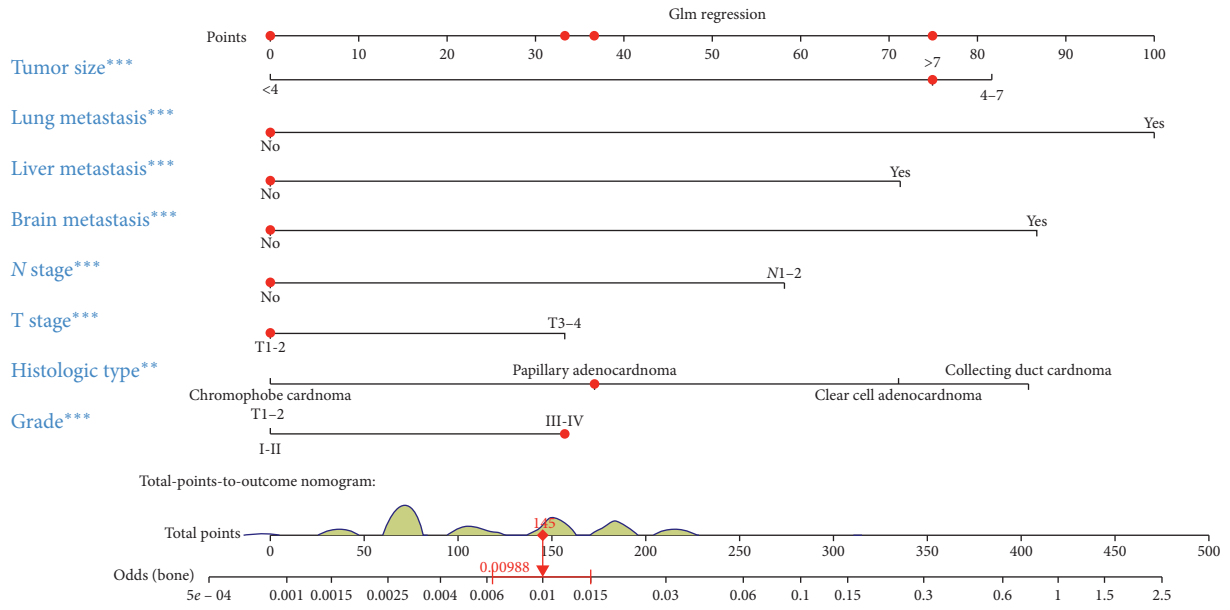 Glm regression
Points
0 10 20 30 40 50 60 70 80 90 100
Tumor size***
<4 >7 4–7
Lung metastasis***
No Yes
Liver metastasis***
No Yes
Brain metastasis***
No Yes
N stage***
No N1–2
T stage***
T1-2 T3–4
Histologic type**
Papillary adenocardnoma Collecting duct cardnoma
Chromophobe cardnoma Clear cell adenocardnoma
Grade***
T1–2 III-IV
I-II
Total-points-to-outcome nomogram:
145
Total points
0 50 100 150 200 250 300 350 400 450 500
0.00988
Odds (bone)
5e – 04 0.001 0.0015 0.0025 0.004 0.006 0.01 0.015 0.03 0.06 0.1 0.15 0.3 0.6 1 1.5 2.5